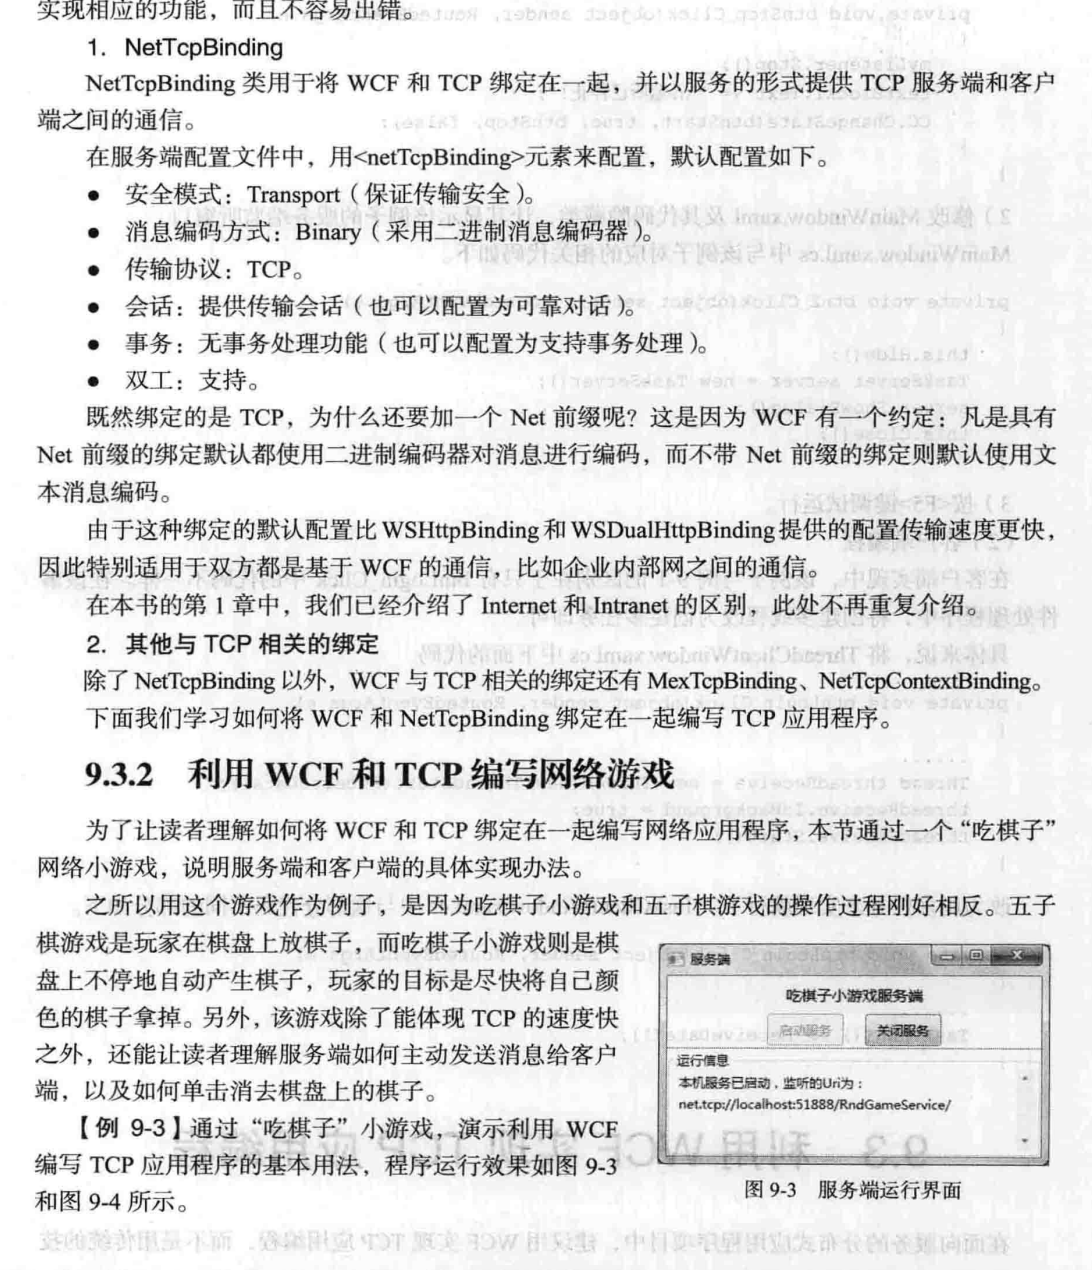 实现相应的功能，而且不容易出错。
1. NetTcpBinding
NetTcpBinding 类用于将 WCF 和 TCP 绑定在一起，并以服务的形式提供 TCP 服务端和客户
端之间的通信。
在服务端配置文件中，用<netTcpBinding>元素来配置，默认配置如下。
● 安全模式：Transport（保证传输安全）。
● 消息编码方式：Binary（采用二进制消息编码器）。
● 传输协议：TCP。
● 会话：提供传输会话（也可以配置为可靠对话）。
● 事务：无事务处理功能（也可以配置为支持事务处理）。
● 双工：支持。
既然绑定的是 TCP，为什么还要加一个 Net 前缀呢？这是因为 WCF 有一个约定：凡是具有
Net 前缀的绑定默认都使用二进制编码器对消息进行编码，而不带 Net 前缀的绑定则默认使用文
本消息编码。
由于这种绑定的默认配置比 WSHttpBinding 和 WSDualHttpBinding 提供的配置传输速度更快，
因此特别适用于双方都是基于 WCF 的通信，比如企业内部网之间的通信。
在本书的第 1 章中，我们已经介绍了 Internet 和 Intranet 的区别，此处不再重复介绍。
2. 其他与 TCP 相关的绑定
除了 NetTcpBinding 以外，WCF 与 TCP 相关的绑定还有 MexTcpBinding、NetTcpContextBinding。
下面我们学习如何将 WCF 和 NetTcpBinding 绑定在一起编写 TCP 应用程序。
9.3.2 利用 WCF 和 TCP 编写网络游戏
为了让读者理解如何将 WCF 和 TCP 绑定在一起编写网络应用程序，本节通过一个“吃棋子”
网络小游戏，说明服务端和客户端的具体实现办法。
之所以用这个游戏作为例子，是因为吃棋子小游戏和五子棋游戏的操作过程刚好相反。五子
棋游戏是玩家在棋盘上放棋子，而吃棋子小游戏则是棋
盘上不停地自动产生棋子，玩家的目标是尽快将自己颜
色的棋子拿掉。另外，该游戏除了能体现 TCP 的速度快
之外，还能让读者理解服务端如何主动发送消息给客户
端，以及如何单击消去棋盘上的棋子。
【例 9-3】通过“吃棋子”小游戏，演示利用 WCF
编写 TCP 应用程序的基本用法，程序运行效果如图 9-3
和图 9-4 所示。
服务端
吃棋子小游戏服务端
启动服务 关闭服务
运行信息
本机服务已启动，监听的Uri为：
net.tcp://localhost:51888/RndGameService/
图 9-3 服务端运行界面